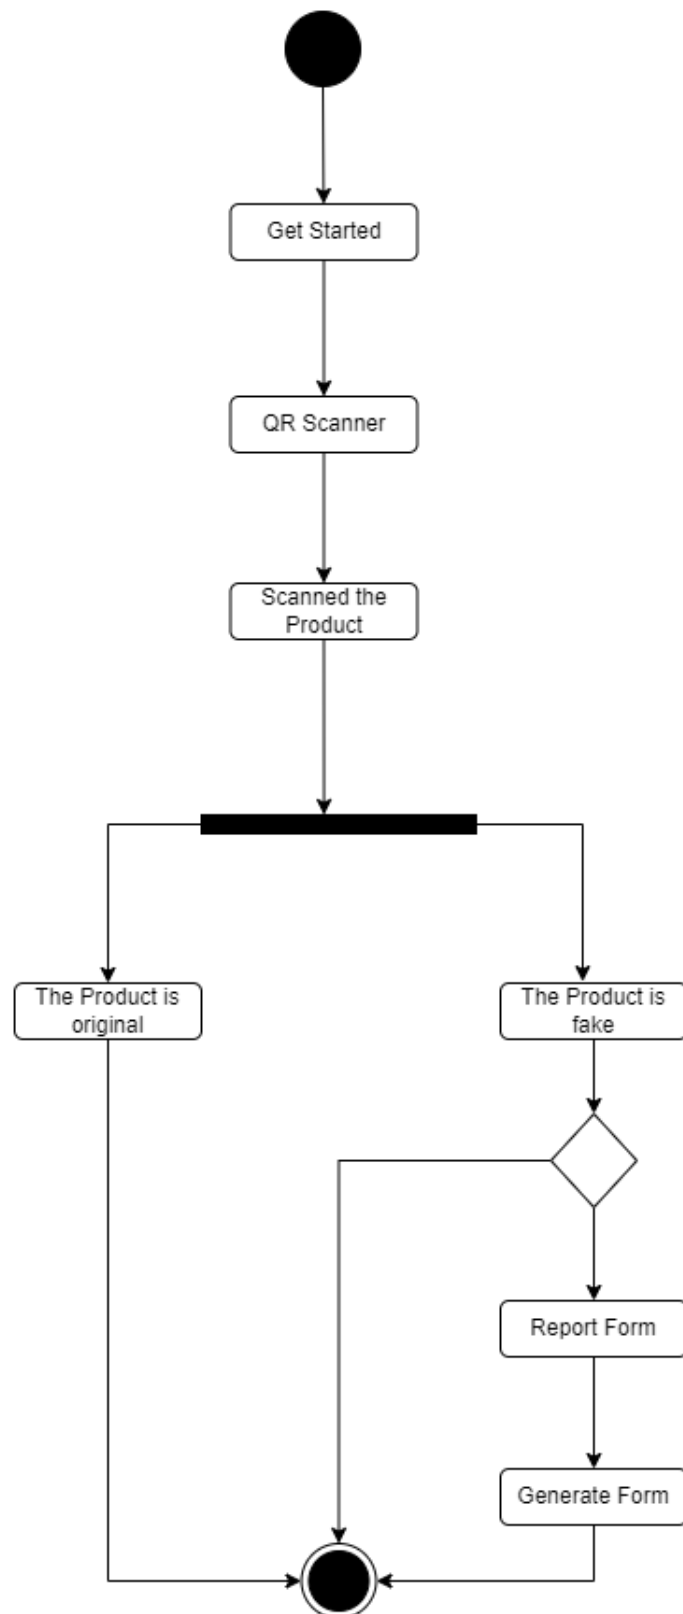 Get Started
QR Scanner
Scanned the
Product
The Product is
original
The Product is
fake
Report Form
Generate Form